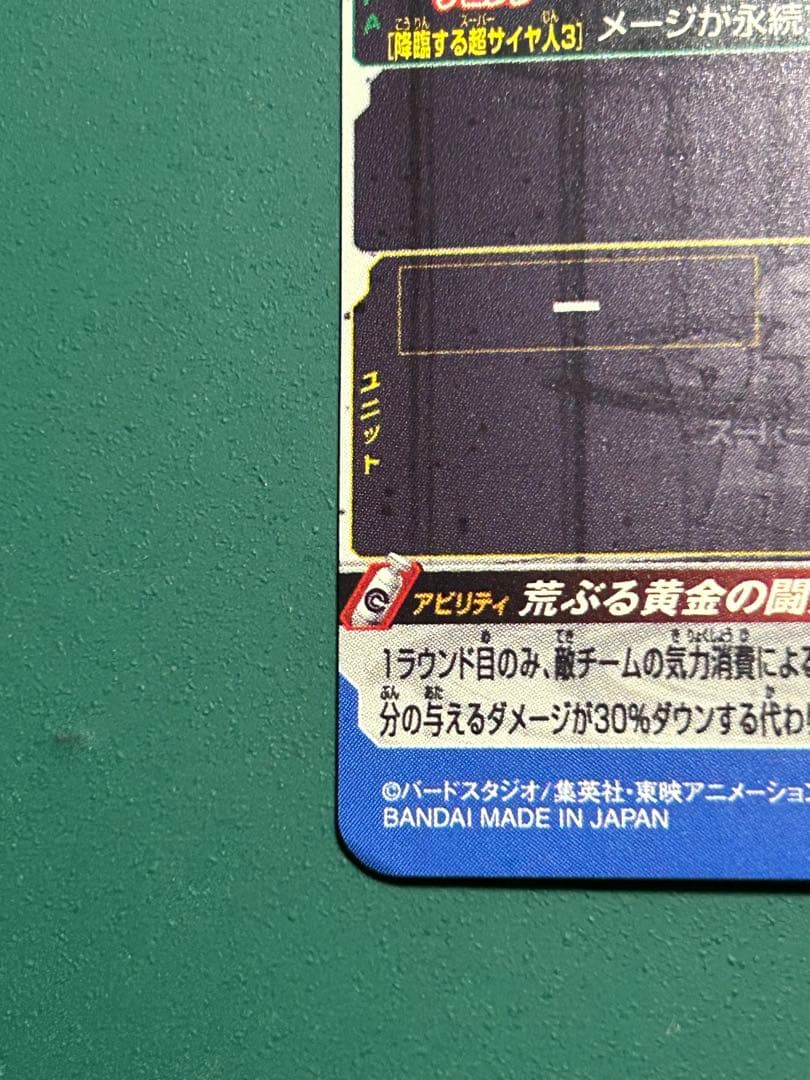 [降臨する超サイヤ人3] メージが永続
ユニット
アビリティ 荒ぶる黄金の闘
1ラウンド目のみ、敵チームの気力消費による
分の与えるダメージが30%ダウンする代わり
©バードスタジオ/集英社・東映アニメーション
BANDAI MADE IN JAPAN